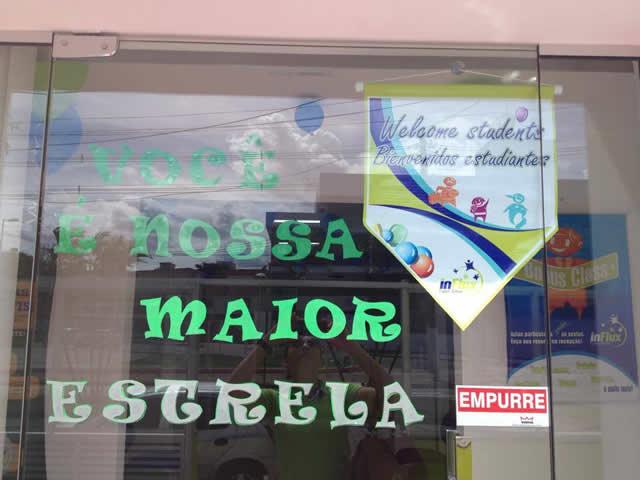 VOCÊ
É NOSSA
MAIOR
ESTRELA
Welcome students
Bienvenidos estudiantes
inFlux
EMPURRE
Class
inFlux